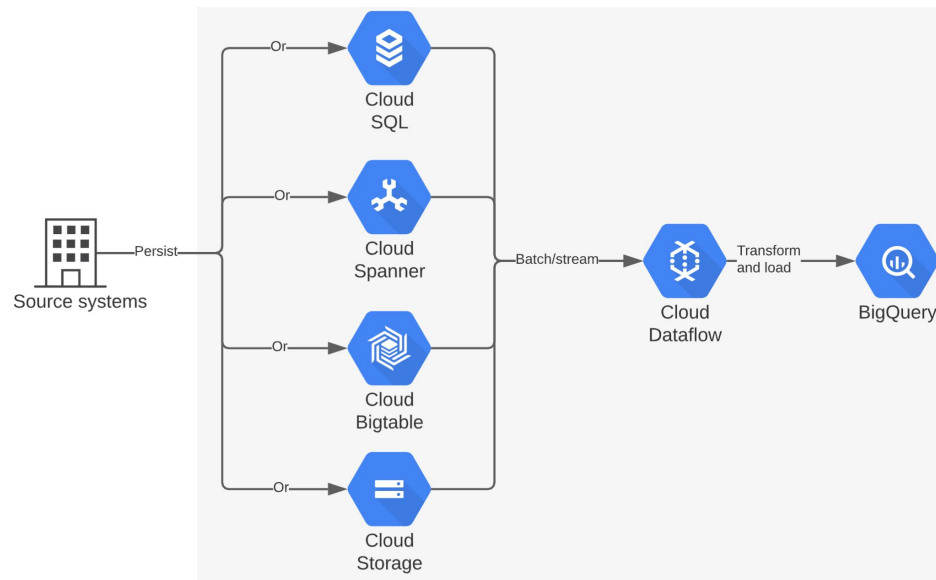 Or
Cloud
SQL
Or
Cloud
Spanner
Source systems
Persist
Or
Cloud
Bigtable
Or
Cloud
Storage
Batch/stream
Cloud
Dataflow
Transform
and load
BigQuery